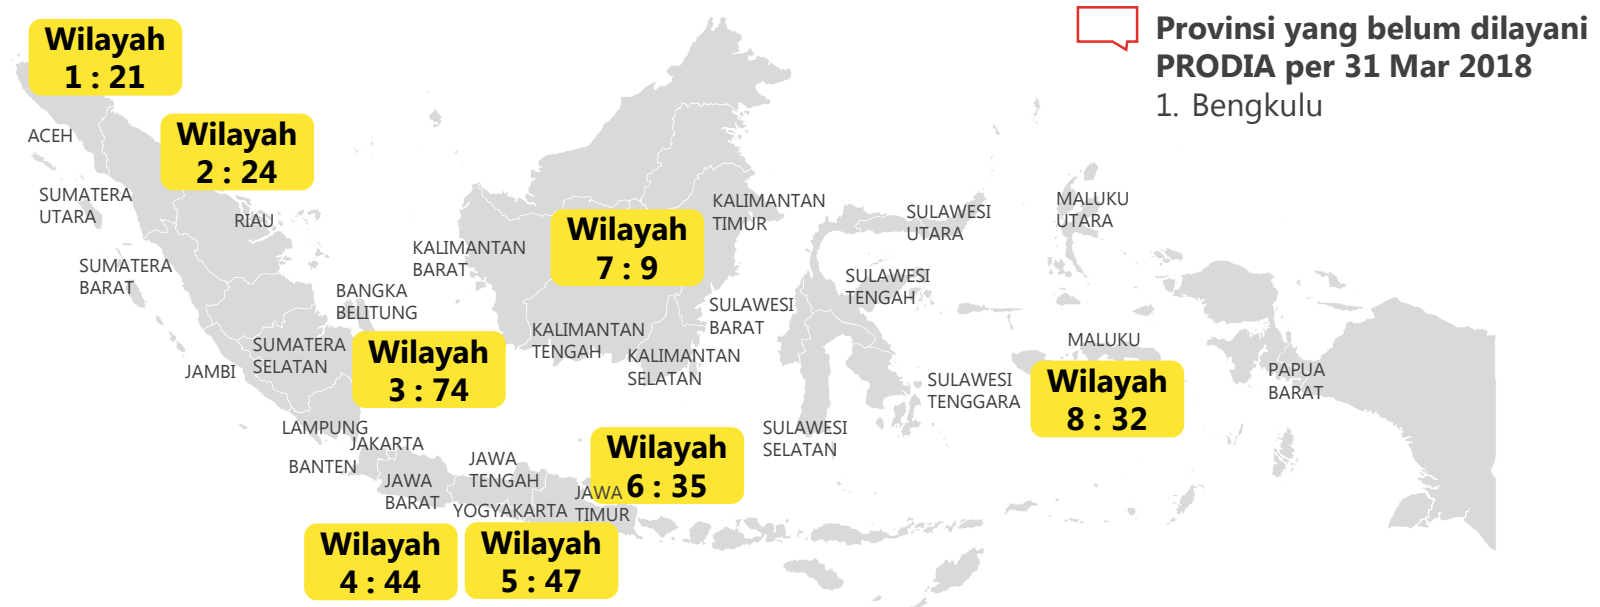 Wilayah
1 : 21
Provinsi yang belum dilayani
PRODIA per 31 Mar 2018
1. Bengkulu
ACEH
Wilayah
2 : 24
SUMATERA
UTARA
RIAU
SUMATERA
BARAT
BANGKA
BELITUNG
SUMATERA
SELATAN
JAMBI
Wilayah
3 : 74
LAMPUNG
JAKARTA
BANTEN
JAWA
BARAT
JAWA
TENGAH
YOGYAKARTA
JAWA
TIMUR
Wilayah
4 : 44
Wilayah
5 : 47
Wilayah
6 : 35
KALIMANTAN
BARAT
Wilayah
7 : 9
KALIMANTAN
TIMUR
KALIMANTAN
TENGAH
KALIMANTAN
SELATAN
SULAWESI
BARAT
SULAWESI
UTARA
SULAWESI
TENGAH
SULAWESI
TENGGARA
SULAWESI
SELATAN
MALUKU
UTARA
MALUKU
Wilayah
8 : 32
PAPUA
BARAT